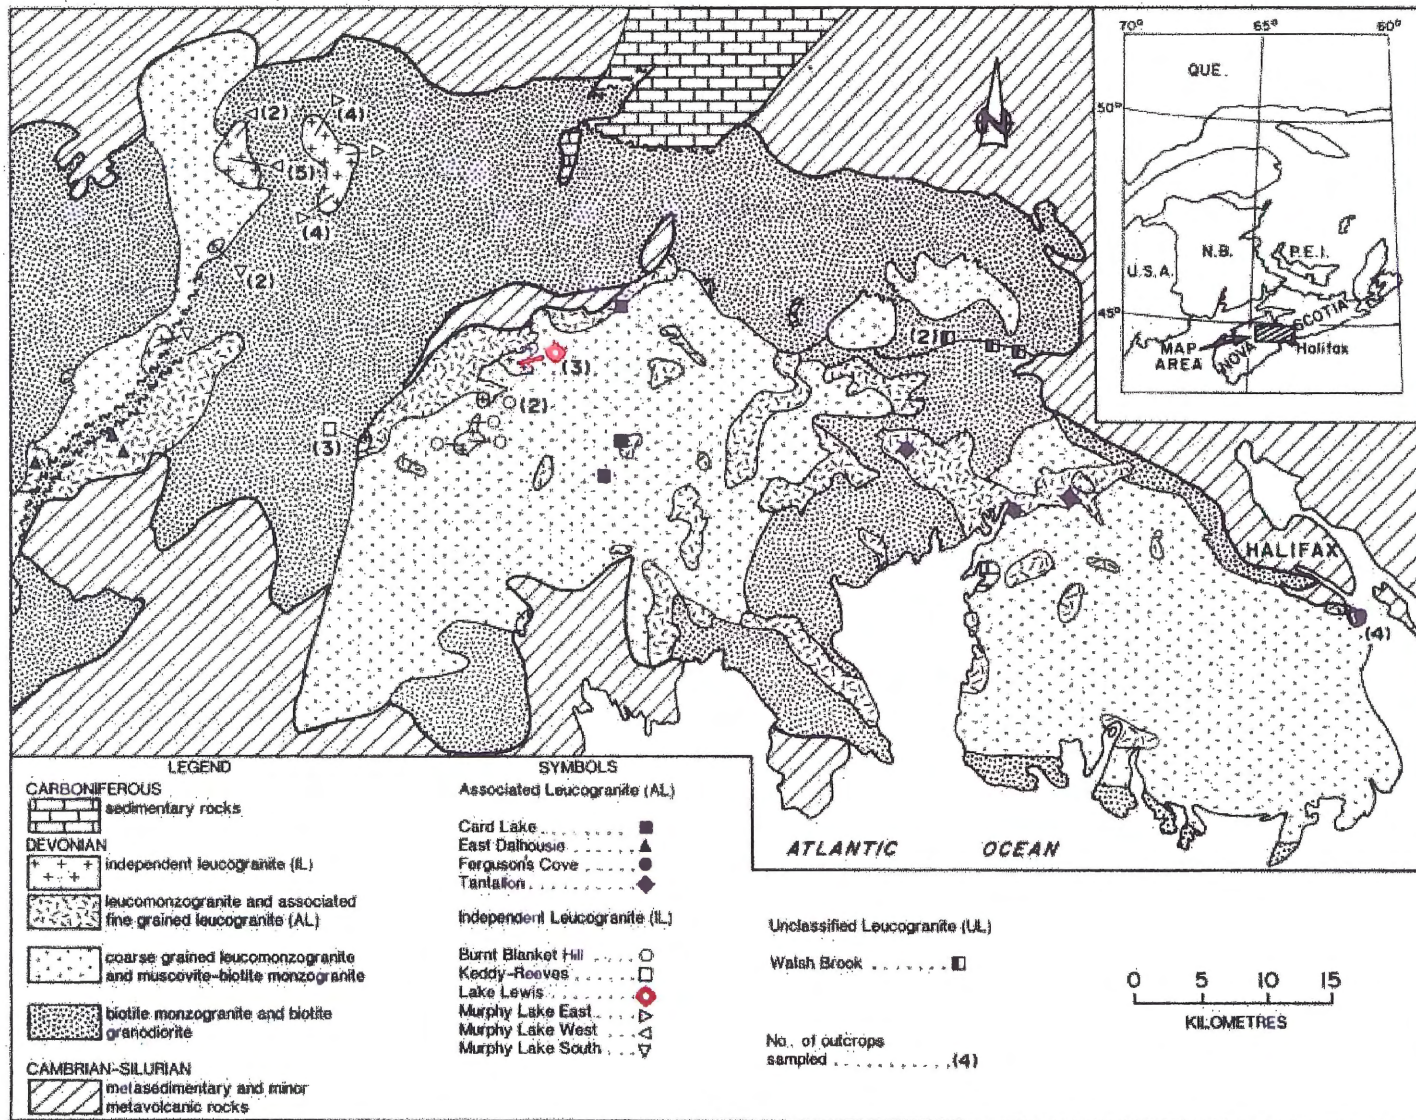 70° 65° 60°
QUE.
50°
N.B.
P.E.I.
U.S.A.
45°
NOVA SCOTIA
MAP AREA
Halifax
N
(2)
(4)
(5)
(4)
(2)
(2)
(3)
(2)
(3)
HALIFAX
(4)
ATLANTIC OCEAN
LEGEND
CARBONIFEROUS
sedimentary rocks
DEVONIAN
independent leucogranite (IL)
leucomonzogranite and associated
fine grained leucogranite (AL)
coarse grained leucomonzogranite
and muscovite-biotite monzogranite
biotite monzogranite and biotite
granodiorite
CAMBRIAN-SILURIAN
metasedimentary and minor
metavolcanic rocks
SYMBOLS
Associated Leucogranite (AL)
Card Lake
East Dalhousie
Ferguson's Cove
Tantallon
Independent Leucogranite (IL)
Burnt Blanket Hill
Keddy-Reeves
Lake Lewis
Murphy Lake East
Murphy Lake West
Murphy Lake South
Unclassified Leucogranite (UL)
Walsh Brook
No. of outcrops
sampled (4)
0 5 10 15
KILOMETRES